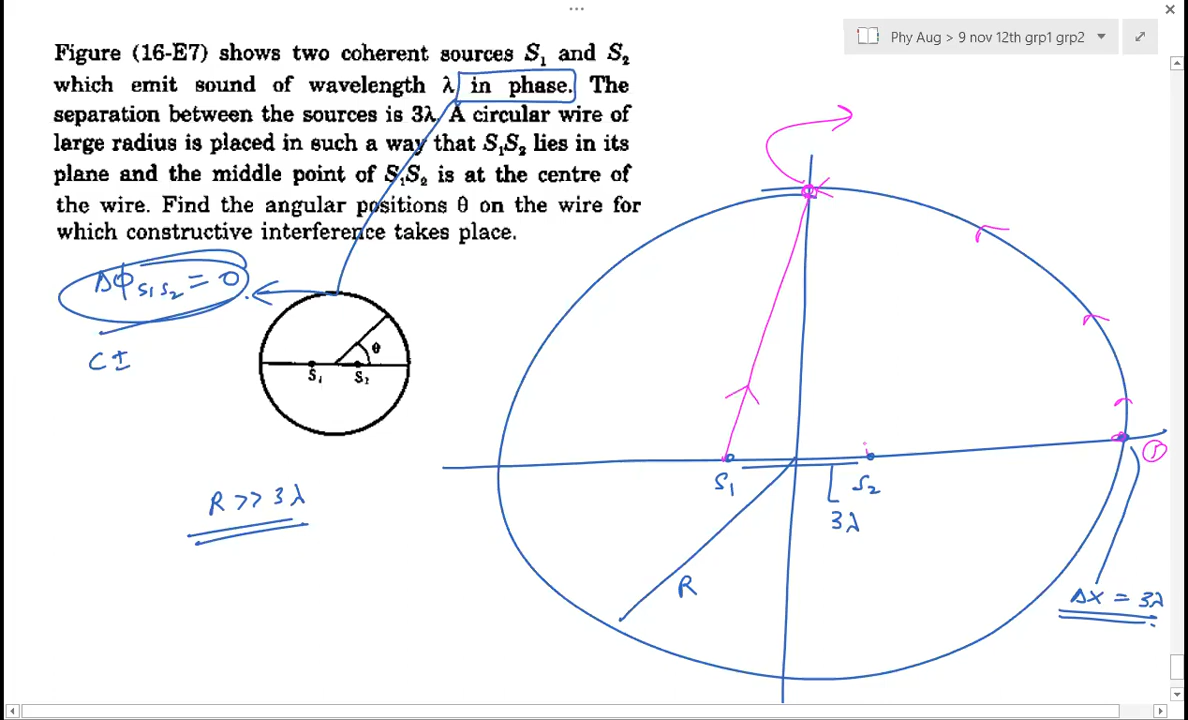 Phy Aug > 9 nov 12th grp1 grp2
Figure (16-E7) shows two coherent sources S₁ and S₂
which emit sound of wavelength λ in phase. The
separation between the sources is 3λ. A circular wire of
large radius is placed in such a way that S₁S₂ lies in its
plane and the middle point of S₁S₂ is at the centre of
the wire. Find the angular positions θ on the wire for
which constructive interference takes place.
Δϕ S₁S₂ = 0
C I
θ
S₁ S₂
R >> 3λ
S₁ S₂
3λ
R
Δx = 3λ